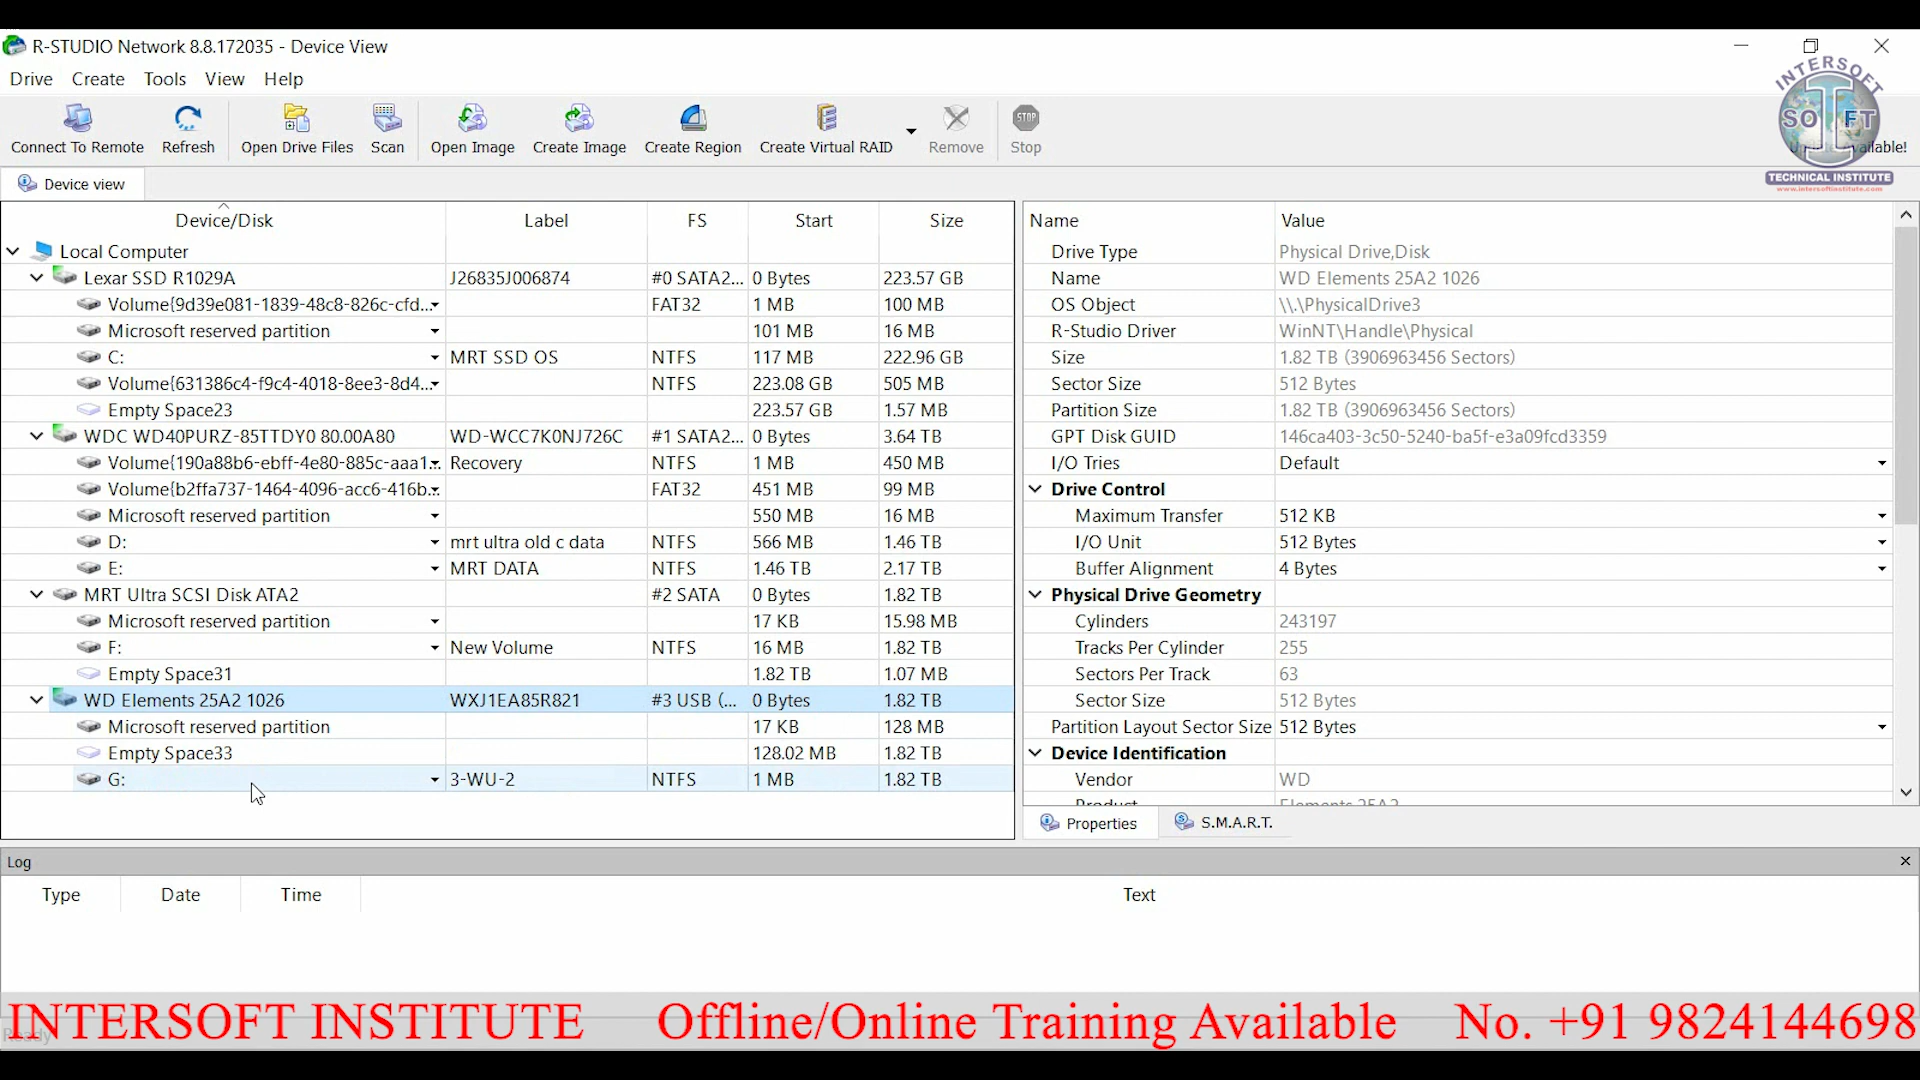 R-STUDIO Network 8.8.172035 - Device View
Drive Create Tools View Help
INTERSOFT
SOFT
Connect To Remote Refresh Open Drive Files Scan Open Image Create Image Create Region Create Virtual RAID Remove STOP Stop
TECHNICAL INSTITUTE
www.intersoftinstitute.com
Device view
Device/Disk Label FS Start Size Name Value
Local Computer Drive Type Physical Drive,Disk
Lexar SSD R1029A J26835J006874 #0 SATA2... 0 Bytes 223.57 GB Name WD Elements 25A2 1026
Volume{9d39e081-1839-48c8-826c-cfd... FAT32 1 MB 100 MB OS Object \\.\PhysicalDrive3
Microsoft reserved partition 101 MB 16 MB R-Studio Driver WinNT\Handle\Physical
C: MRT SSD OS NTFS 117 MB 222.96 GB Size 1.82 TB (3906963456 Sectors)
Volume{631386c4-f9c4-4018-8ee3-8d4... NTFS 223.08 GB 505 MB Sector Size 512 Bytes
Empty Space23 223.57 GB 1.57 MB Partition Size 1.82 TB (3906963456 Sectors)
WDC WD40PURZ-85TTDY0 80.00A80 WD-WCC7K0NJ726C #1 SATA2... 0 Bytes 3.64 TB GPT Disk GUID 146ca403-3c50-5240-ba5f-e3a09fcd3359
Volume{190a88b6-ebff-4e80-885c-aaa1... Recovery NTFS 1 MB 450 MB I/O Tries Default
Volume{b2ffa737-1464-4096-acc6-416b... FAT32 451 MB 99 MB Drive Control
Microsoft reserved partition 550 MB 16 MB Maximum Transfer 512 KB
D: mrt ultra old c data NTFS 566 MB 1.46 TB I/O Unit 512 Bytes
E: MRT DATA NTFS 1.46 TB 2.17 TB Buffer Alignment 4 Bytes
MRT Ultra SCSI Disk ATA2 #2 SATA 0 Bytes 1.82 TB Physical Drive Geometry
Microsoft reserved partition 17 KB 15.98 MB Cylinders 243197
F: New Volume NTFS 16 MB 1.82 TB Tracks Per Cylinder 255
Empty Space31 1.82 TB 1.07 MB Sectors Per Track 63
WD Elements 25A2 1026 WXJ1EA85R821 #3 USB (... 0 Bytes 1.82 TB Sector Size 512 Bytes
Microsoft reserved partition 17 KB 128 MB Partition Layout Sector Size 512 Bytes
Empty Space33 128.02 MB 1.82 TB Device Identification
G: 3-WU-2 NTFS 1 MB 1.82 TB Vendor WD
Product Elements 25A2
Properties S.M.A.R.T.
Log
Type Date Time Text
INTERSOFT INSTITUTE Offline/Online Training Available No. +91 9824144698
Ready